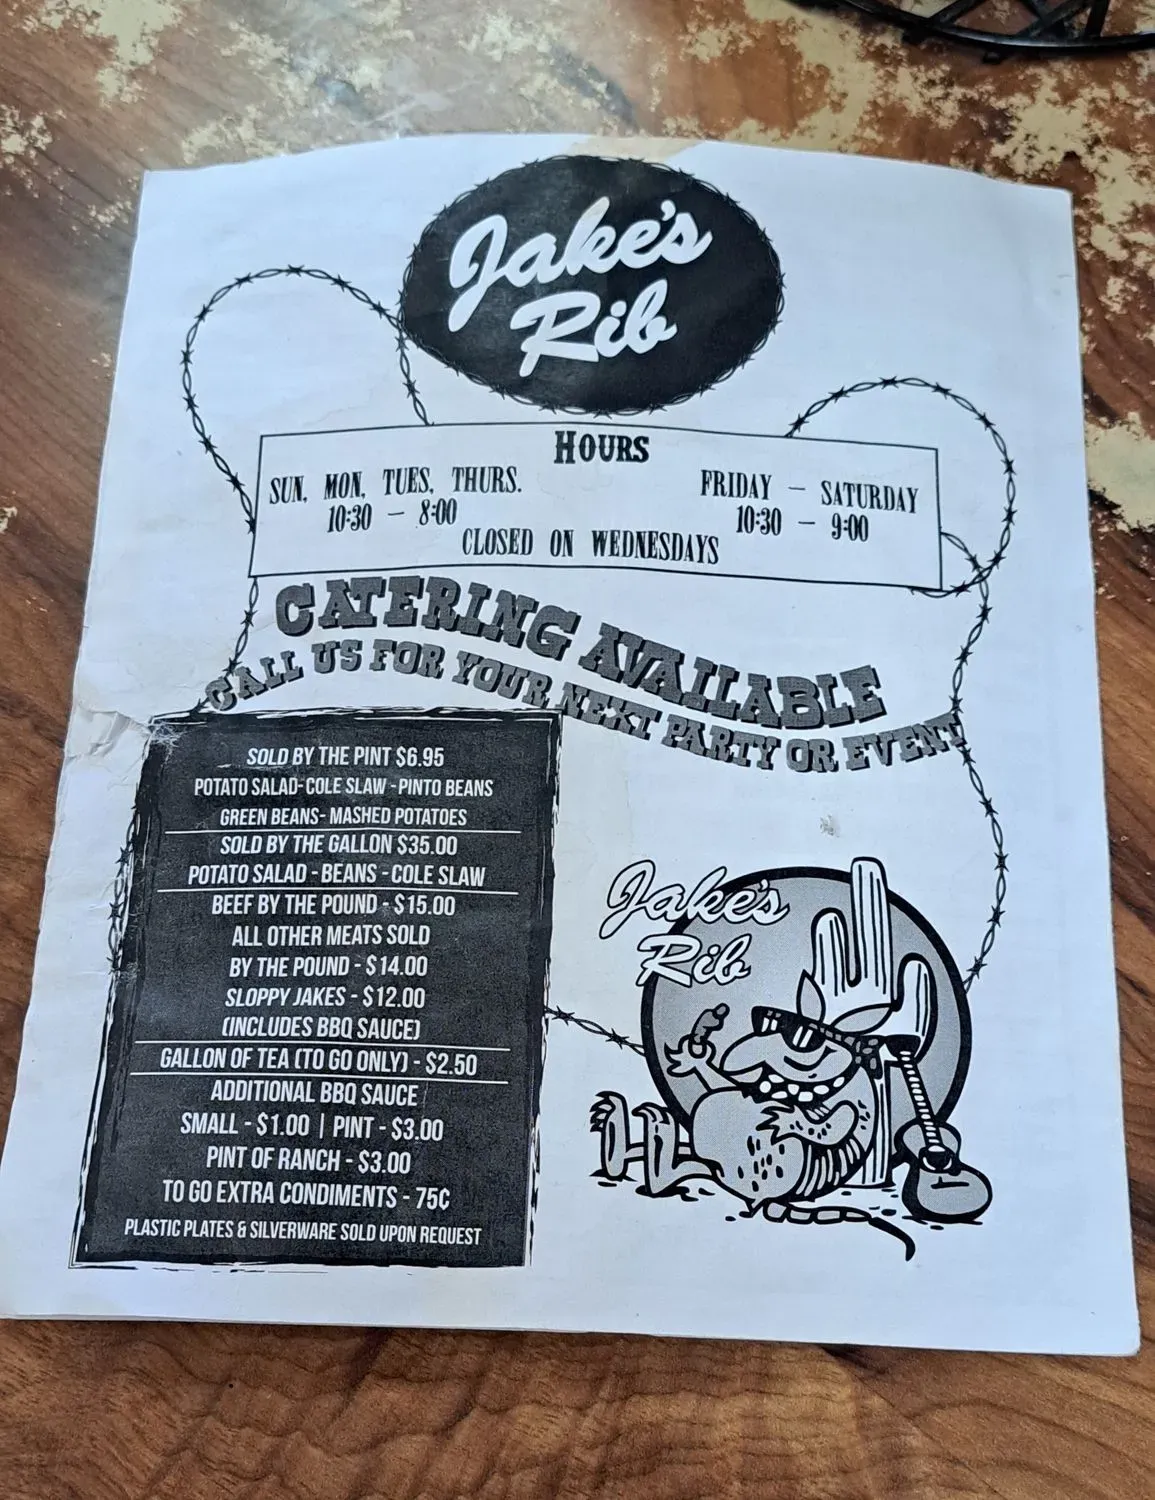 Jake's
Rib
HOURS
SUN, MON, TUES, THURS.
10:30 – 8:00
FRIDAY – SATURDAY
10:30 – 9:00
CLOSED ON WEDNESDAYS
CATERING AVAILABLE
CALL US FOR YOUR NEXT PARTY OR EVENT
SOLD BY THE PINT $6.95
POTATO SALAD-COLE SLAW -PINTO BEANS
GREEN BEANS- MASHED POTATOES
SOLD BY THE GALLON $35.00
POTATO SALAD - BEANS - COLE SLAW
BEEF BY THE POUND - $15.00
ALL OTHER MEATS SOLD
BY THE POUND - $14.00
SLOPPY JAKES - $12.00
(INCLUDES BBQ SAUCE)
GALLON OF TEA (TO GO ONLY) - $2.50
ADDITIONAL BBQ SAUCE
SMALL - $1.00 | PINT - $3.00
PINT OF RANCH - $3.00
TO GO EXTRA CONDIMENTS - 75¢
PLASTIC PLATES & SILVERWARE SOLD UPON REQUEST
Jake's
Rib